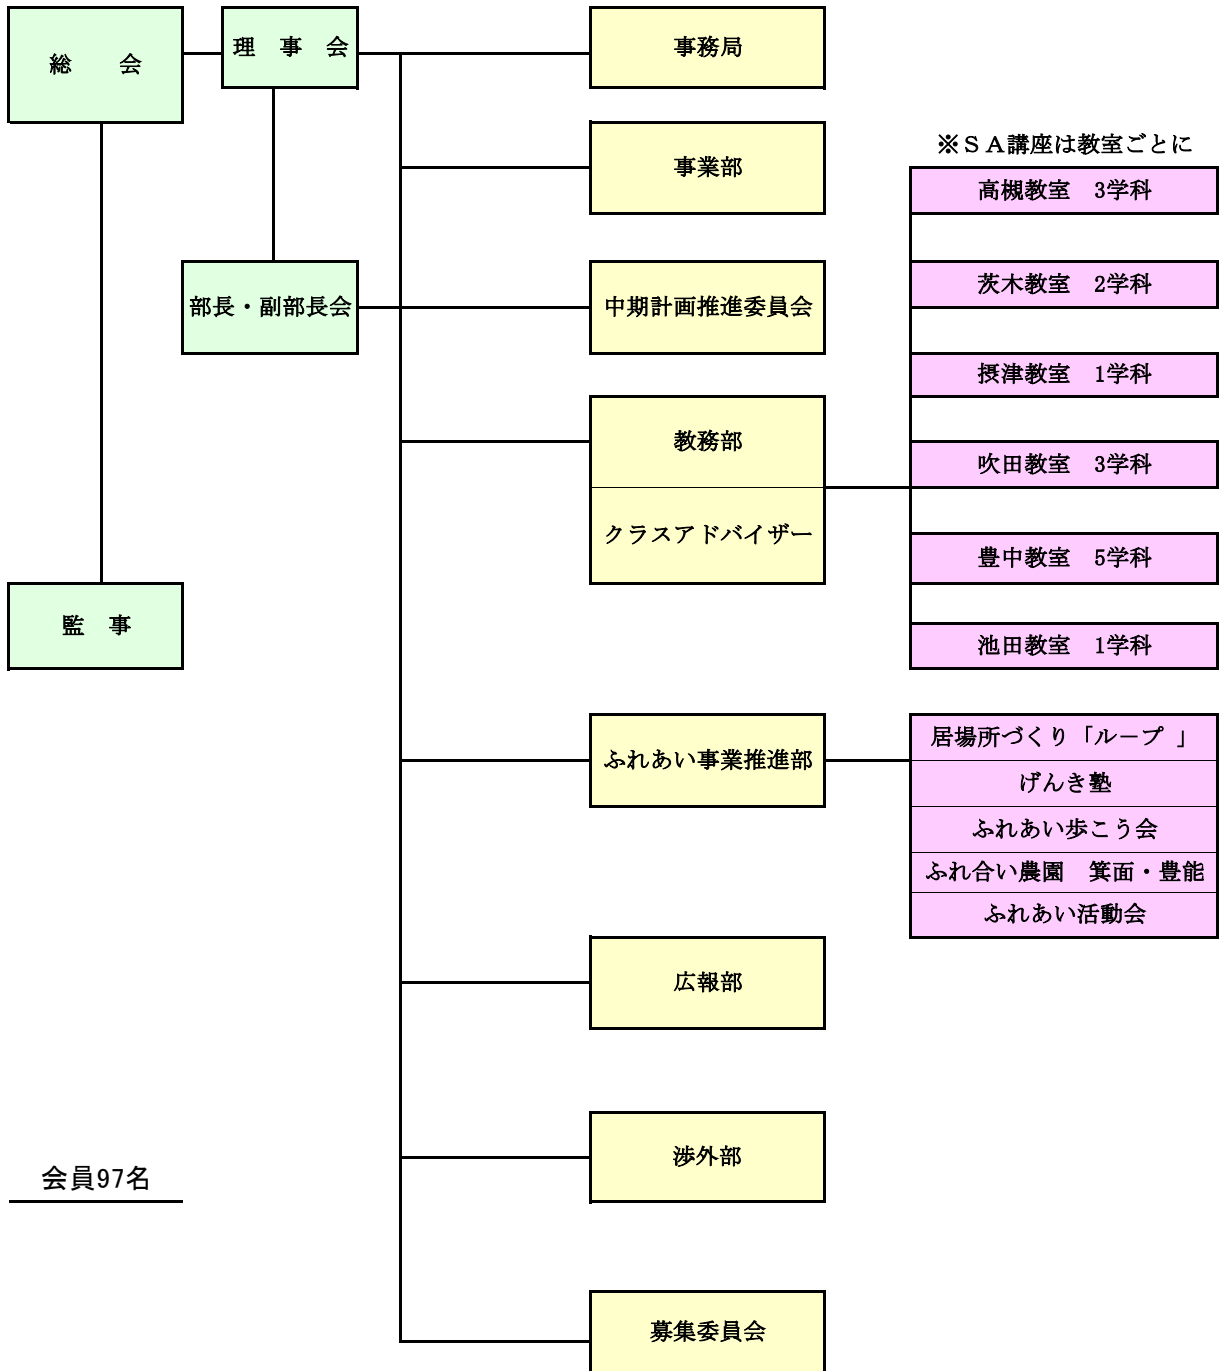 総　会
理　事　会
部長・副部長会
監　事
会員97名
事務局
事業部
中期計画推進委員会
教務部
クラスアドバイザー
ふれあい事業推進部
広報部
渉外部
募集委員会
※ＳＡ講座は教室ごとに
高槻教室　3学科
茨木教室　2学科
摂津教室　1学科
吹田教室　3学科
豊中教室　5学科
池田教室　1学科
居場所づくり「ループ 」
げんき塾
ふれあい歩こう会
ふれ合い農園　箕面・豊能
ふれあい活動会